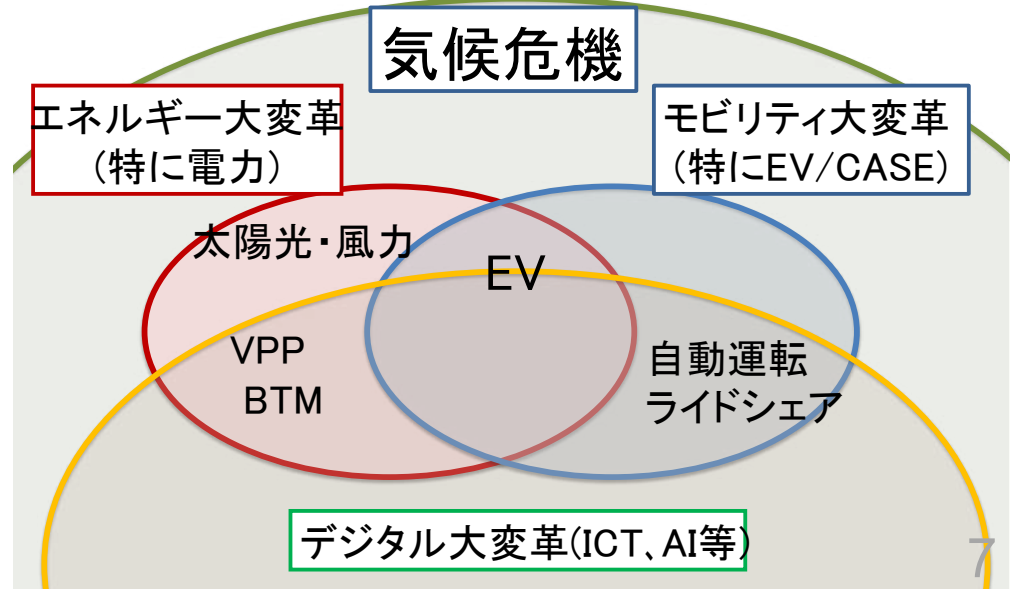 気候危機
エネルギー大変革
(特に電力)
モビリティ大変革
(特にEV/CASE)
太陽光・風力
EV
VPP
BTM
自動運転
ライドシェア
デジタル大変革(ICT、AI等)
7